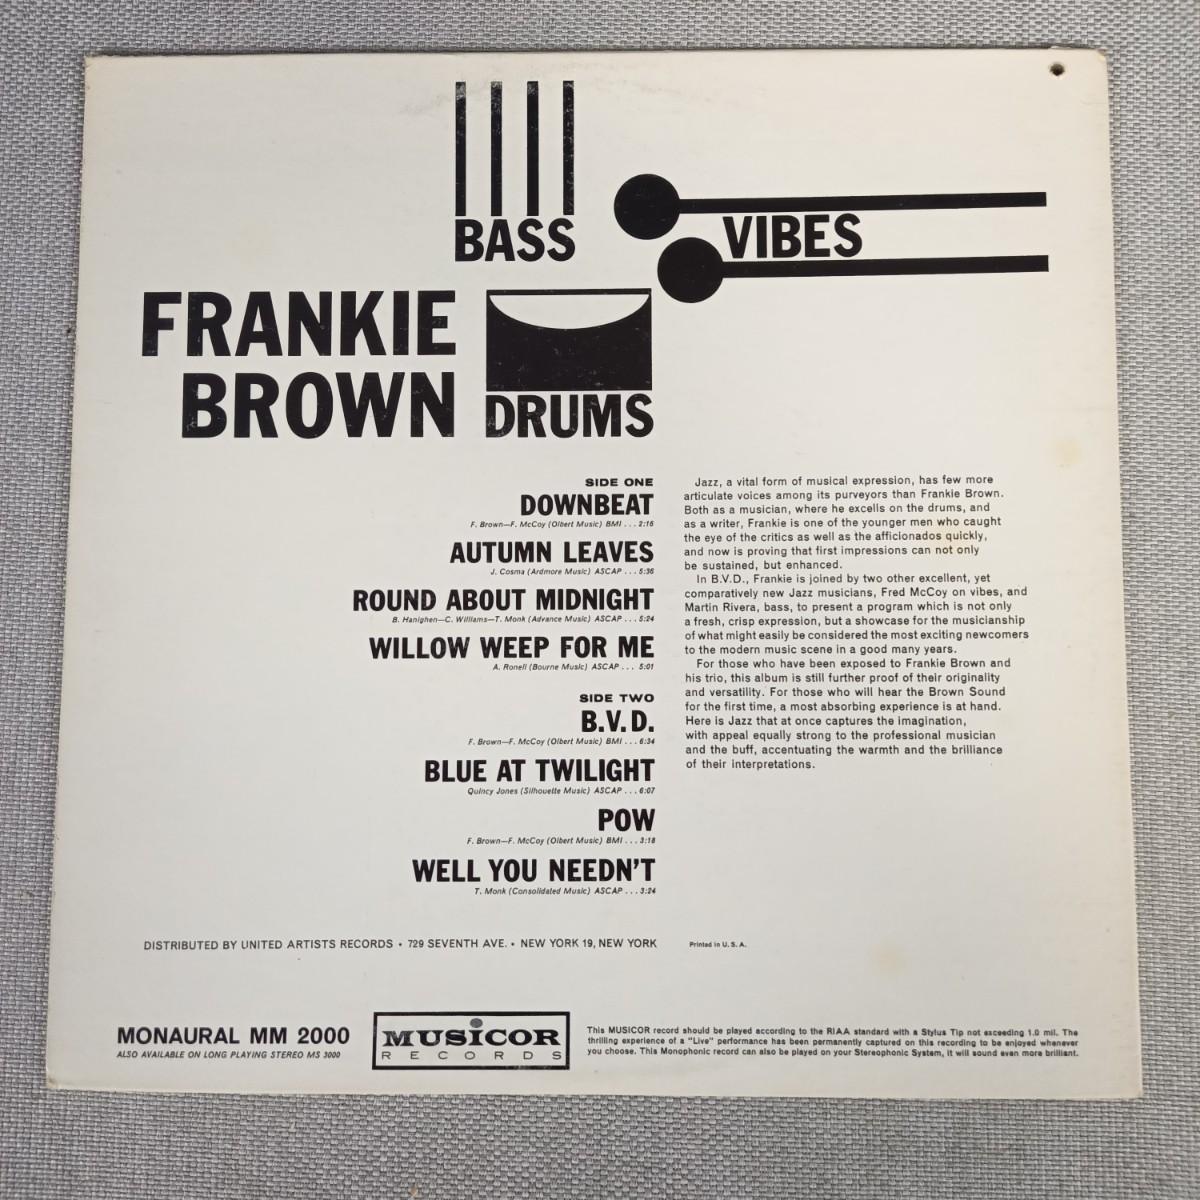 BASS
VIBES
FRANKIE
BROWN
DRUMS
SIDE ONE
DOWNBEAT
F. Brown—F. McCoy (Olbert Music) BMI . . . 2:16
AUTUMN LEAVES
J. Cosma (Ardmore Music) ASCAP . . . 5:36
ROUND ABOUT MIDNIGHT
B. Hanighen—C. Williams—T. Monk (Advance Music) ASCAP . . . 5:24
WILLOW WEEP FOR ME
A. Ronell (Bourne Music) ASCAP . . . 5:01
SIDE TWO
B.V.D.
F. Brown—F. McCoy (Olbert Music) BMI . . . 6:34
BLUE AT TWILIGHT
Quincy Jones (Silhouette Music) ASCAP . . . 6:07
POW
F. Brown—F. McCoy (Olbert Music) BMI . . . 3:18
WELL YOU NEEDN'T
T. Monk (Consolidated Music) ASCAP . . . 3:24
Jazz, a vital form of musical expression, has few more
articulate voices among its purveyors than Frankie Brown.
Both as a musician, where he excells on the drums, and
as a writer, Frankie is one of the younger men who caught
the eye of the critics as well as the afficionados quickly,
and now is proving that first impressions can not only
be sustained, but enhanced.
In B.V.D., Frankie is joined by two other excellent, yet
comparatively new Jazz musicians, Fred McCoy on vibes, and
Martin Rivera, bass, to present a program which is not only
a fresh, crisp expression, but a showcase for the musicianship
of what might easily be considered the most exciting newcomers
to the modern music scene in a good many years.
For those who have been exposed to Frankie Brown and
his trio, this album is still further proof of their originality
and versatility. For those who will hear the Brown Sound
for the first time, a most absorbing experience is at hand.
Here is Jazz that at once captures the imagination,
with appeal equally strong to the professional musician
and the buff, accentuating the warmth and the brilliance
of their interpretations.
DISTRIBUTED BY UNITED ARTISTS RECORDS • 729 SEVENTH AVE. • NEW YORK 19, NEW YORK
Printed in U. S. A.
MONAURAL MM 2000
ALSO AVAILABLE ON LONG PLAYING STEREO MS 3000
MUSICOR
RECORDS
This MUSICOR record should be played according to the RIAA standard with a Stylus Tip not exceeding 1.0 mil. The
thrilling experience of a "Live" performance has been permanently captured on this recording to be enjoyed whenever
you choose. This Monophonic record can also be played on your Stereophonic System, it will sound even more brilliant.